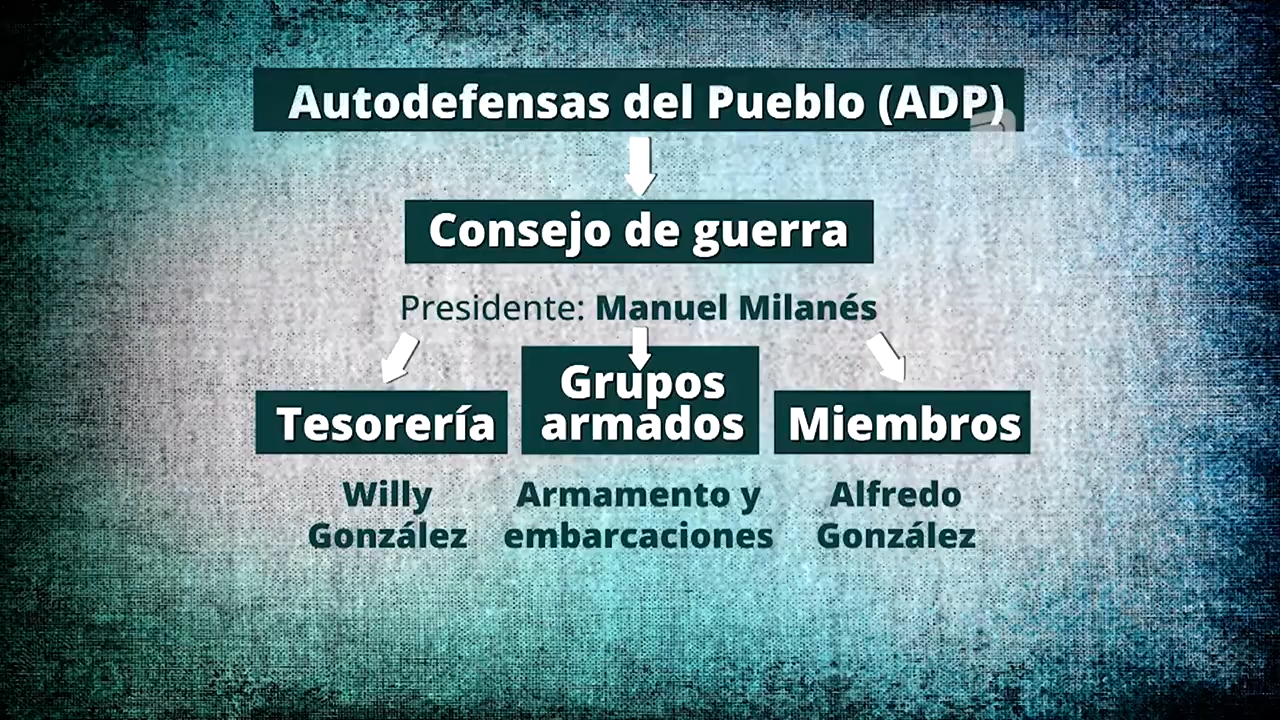 Autodefensas del Pueblo (ADP)
Consejo de guerra
Presidente: Manuel Milanés
Tesorería
Grupos
armados
Miembros
Willy
González
Armamento y
embarcaciones
Alfredo
González